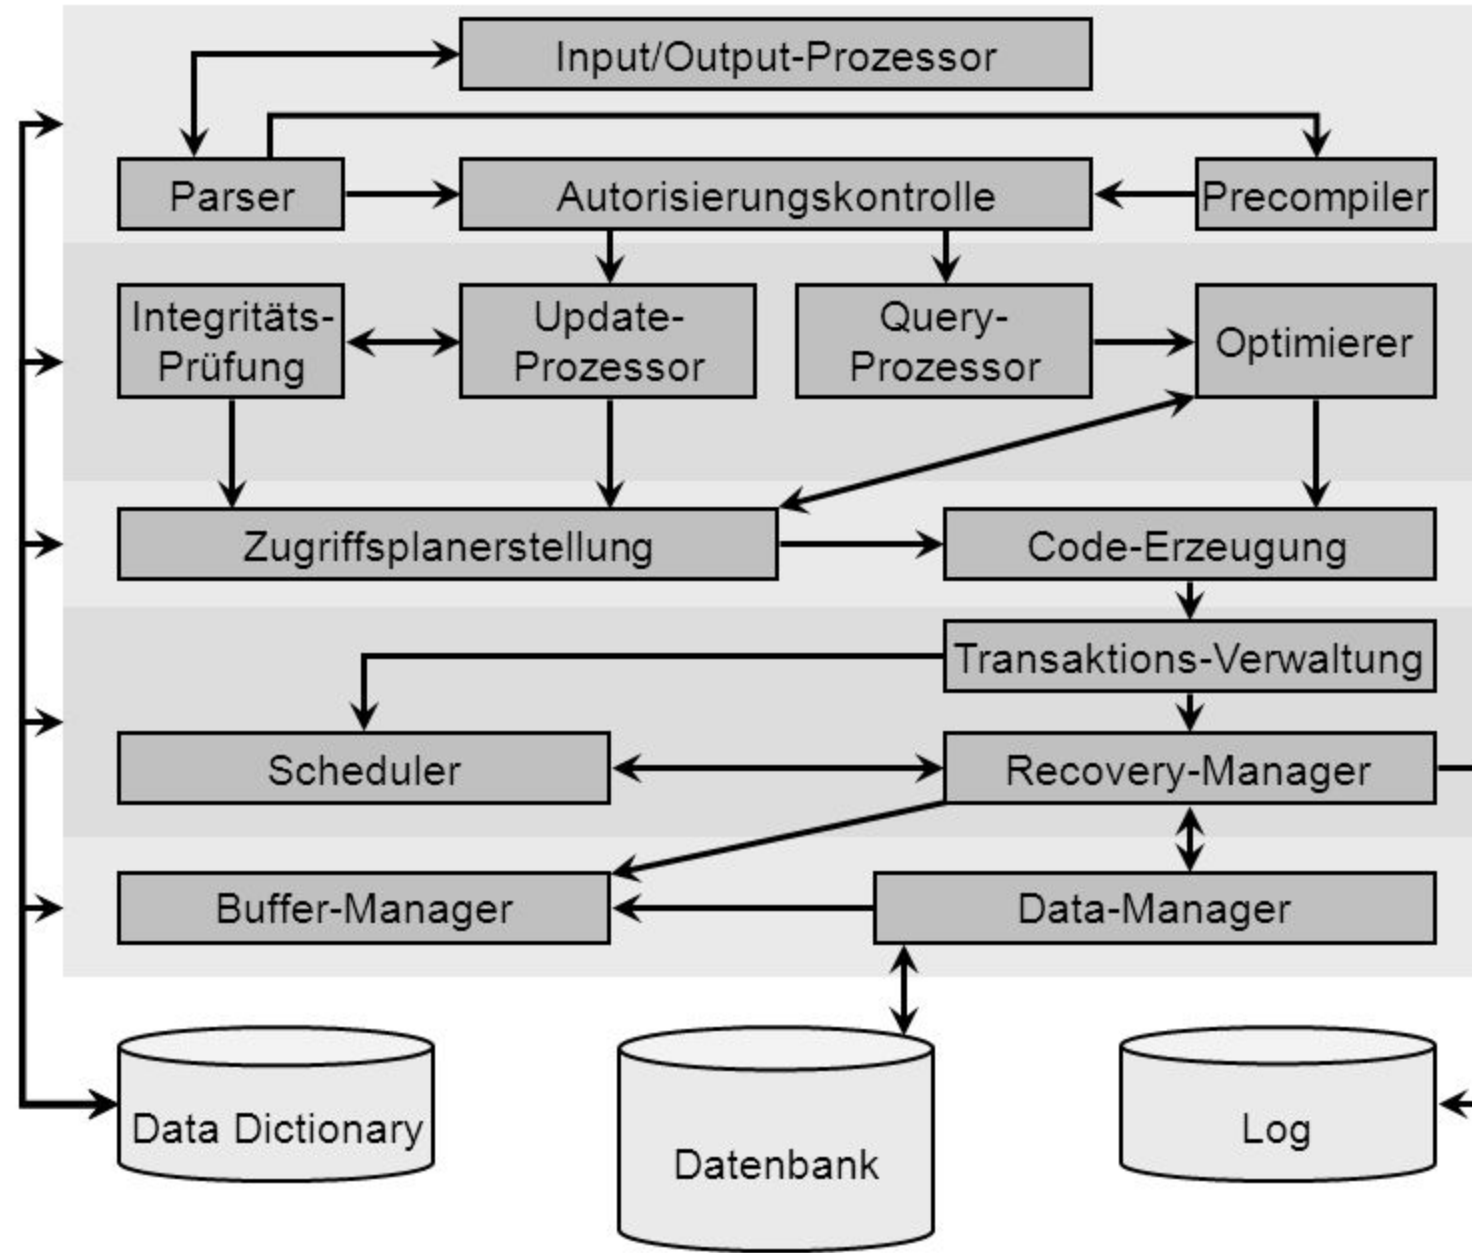 Input/Output-Prozessor
Parser
Autorisierungskontrolle
Precompiler
Integritäts-
Prüfung
Update-
Prozessor
Query-
Prozessor
Optimierer
Zugriffsplanerstellung
Code-Erzeugung
Transaktions-Verwaltung
Scheduler
Recovery-Manager
Buffer-Manager
Data-Manager
Data Dictionary
Datenbank
Log